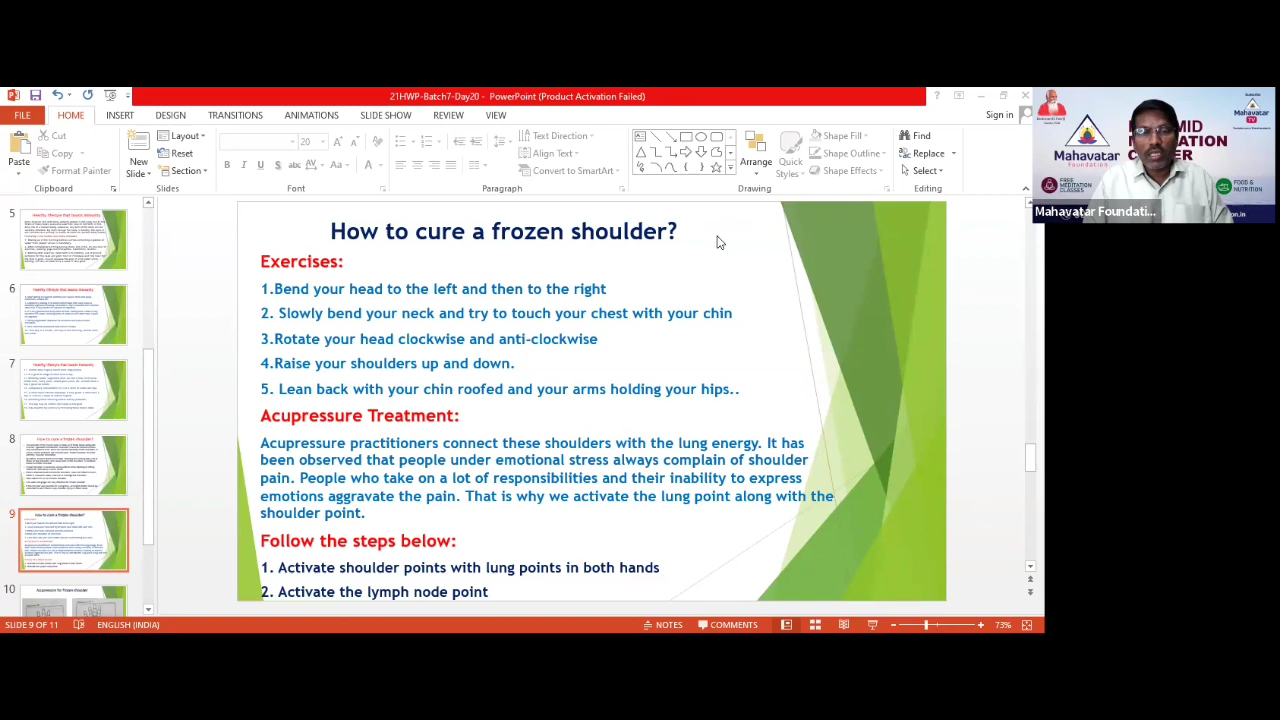 21HWP-Batch7-Day20 - PowerPoint (Product Activation Failed)
FILE HOME INSERT DESIGN TRANSITIONS ANIMATIONS SLIDE SHOW REVIEW VIEW Sign in
Paste Cut Copy Format Painter
Clipboard
New Slide Layout Reset Section
Slides
20
Font
Text Direction Align Text Convert to SmartArt
Paragraph
Arrange Quick Styles Shape Fill Shape Outline Shape Effects
Drawing
Find Replace Select
Editing
Mahavatar
Foundation
Mahavatar
TV
FREE MEDITATION CLASSES
FOOD & NUTRITION
Mahavatar Foundati...
5
6
7
8
9
10
How to cure a frozen shoulder?
Exercises:
1.Bend your head to the left and then to the right
2. Slowly bend your neck and try to touch your chest with your chin
3.Rotate your head clockwise and anti-clockwise
4.Raise your shoulders up and down.
5. Lean back with your chin roofed and your arms holding your hips..
Acupressure Treatment:
Acupressure practitioners connect these shoulders with the lung energy. It has
been observed that people under emotional stress always complain of shoulder
pain. People who take on a lot of responsibilities and their inability to express
emotions aggravate the pain. That is why we activate the lung point along with the
shoulder point.
Follow the steps below:
1. Activate shoulder points with lung points in both hands
2. Activate the lymph node point
SLIDE 9 OF 11 ENGLISH (INDIA) NOTES COMMENTS 73%